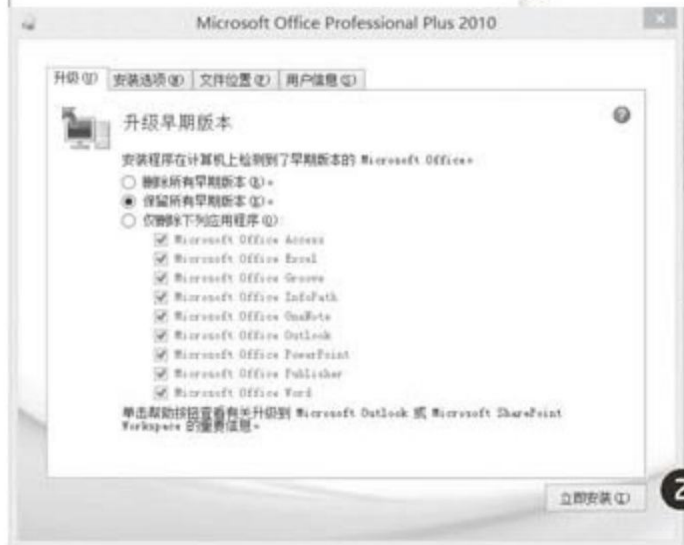 Microsoft Office Professional Plus 2010
升级(U) 安装选项(N) 文件位置(F) 用户信息(S)
升级早期版本
安装程序在计算机上检测到了早期版本的 Microsoft Office。
删除所有早期版本(R)。
保留所有早期版本(K)。
仅删除下列应用程序(O):
Microsoft Office Access
Microsoft Office Excel
Microsoft Office Groove
Microsoft Office InfoPath
Microsoft Office OneNote
Microsoft Office Outlook
Microsoft Office PowerPoint
Microsoft Office Publisher
Microsoft Office Word
单击帮助按钮查看有关升级到 Microsoft Outlook 或 Microsoft SharePoint
Workspace 的重要信息。
立即安装(I)
2